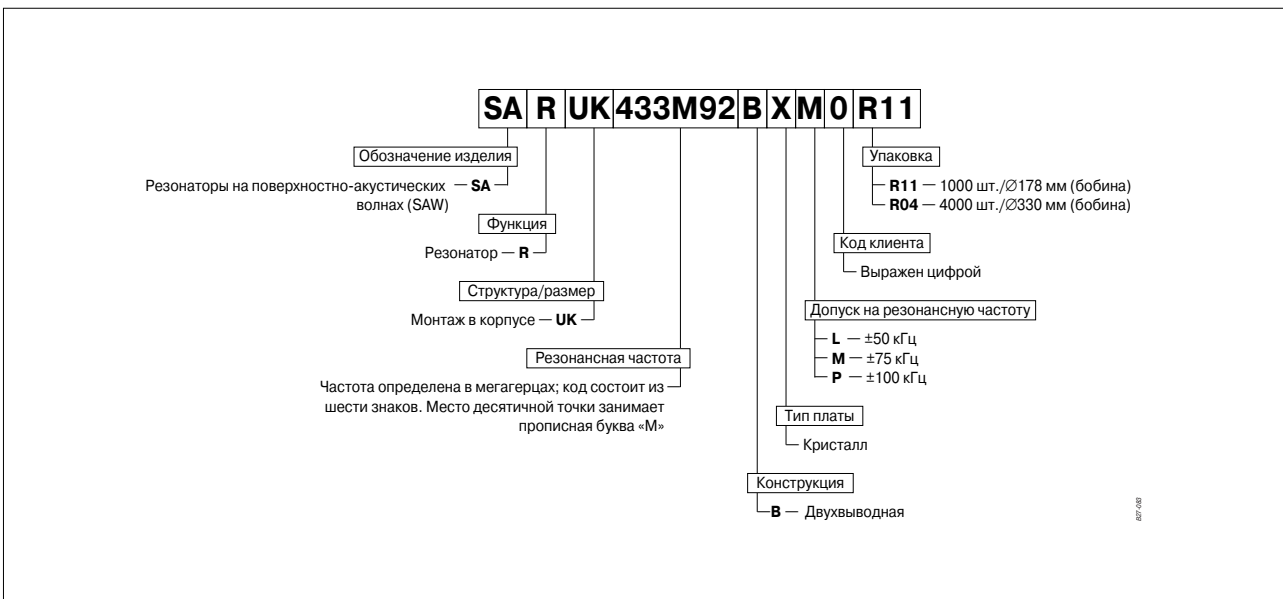 SA R UK 433M92 B X M 0 R11
Обозначение изделия
Резонаторы на поверхностно-акустических — SA
волнах (SAW)
Функция
Резонатор — R
Структура/размер
Монтаж в корпусе — UK
Резонансная частота
Частота определена в мегагерцах; код состоит из
шести знаков. Место десятичной точки занимает
прописная буква «М»
Упаковка
R11 — 1000 шт./∅178 мм (бобина)
R04 — 4000 шт./∅330 мм (бобина)
Код клиента
Выражен цифрой
Допуск на резонансную частоту
L — ±50 кГц
M — ±75 кГц
P — ±100 кГц
Тип платы
Кристалл
Конструкция
B — Двухвыводная
B27-083